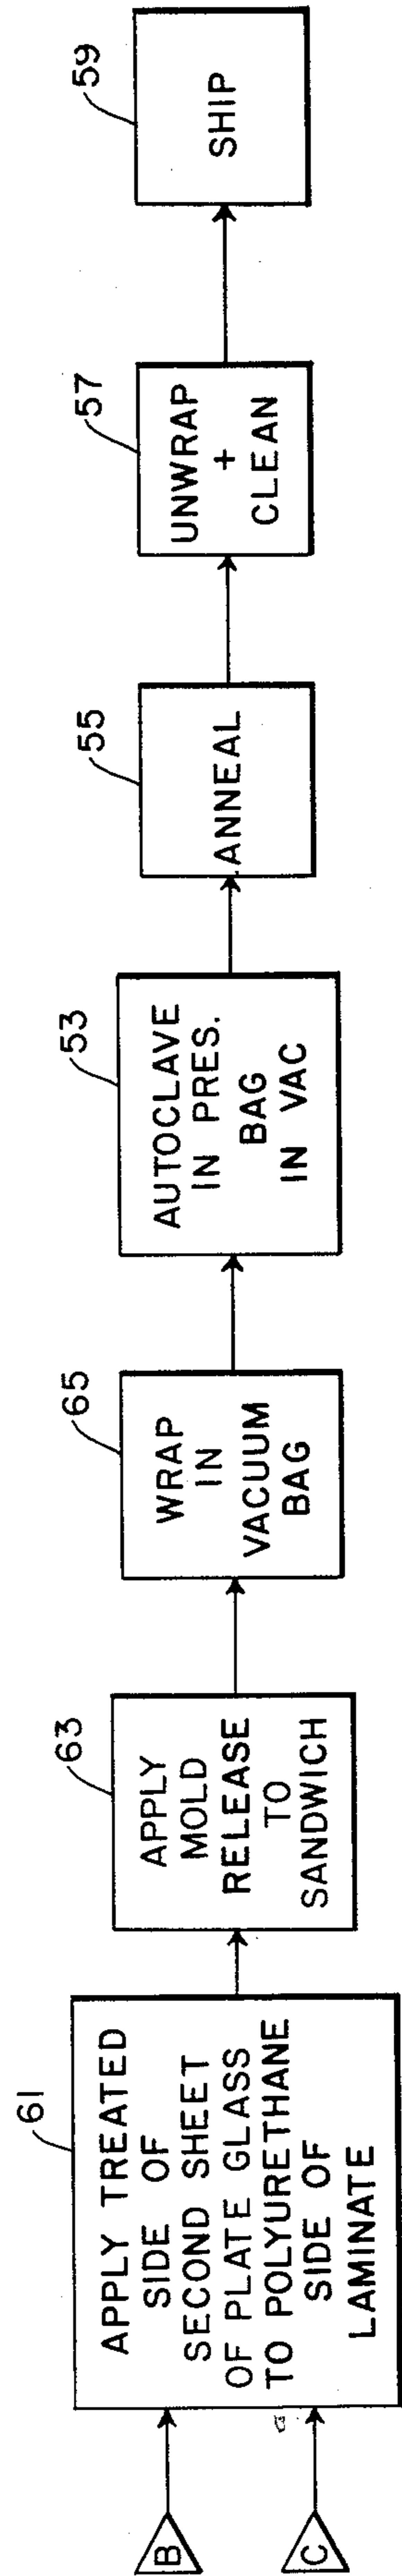 B
C
61
APPLY TREATED
SIDE OF
SECOND SHEET
OF PLATE GLASS
TO POLYURETHANE
SIDE OF
LAMINATE
63
APPLY
MOLD
RELEASE
TO
SANDWICH
65
WRAP
IN
VACUUM
BAG
53
AUTOCLAVE
IN PRES.
BAG
IN VAC
55
ANNEAL
57
UNWRAP
+
CLEAN
59
SHIP